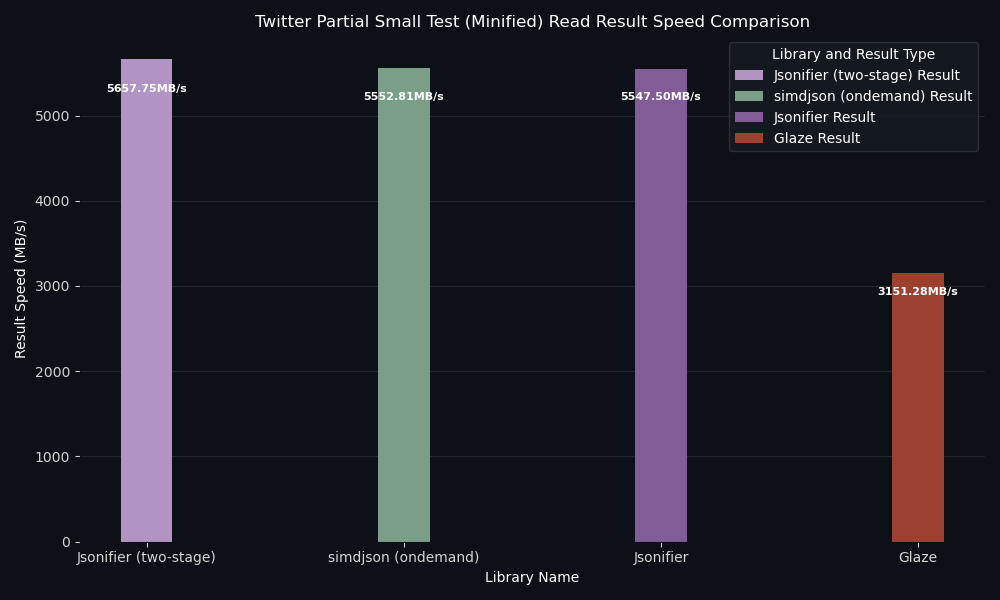 Twitter Partial Small Test (Minified) Read Result Speed Comparison
Library and Result Type
Jsonifier (two-stage) Result
simdjson (ondemand) Result
Jsonifier Result
Glaze Result
5657.75MB/s
5552.81MB/s
5547.50MB/s
3151.28MB/s
Result Speed (MB/s)
5000
4000
3000
2000
1000
0
Jsonifier (two-stage)
simdjson (ondemand)
Jsonifier
Glaze
Library Name